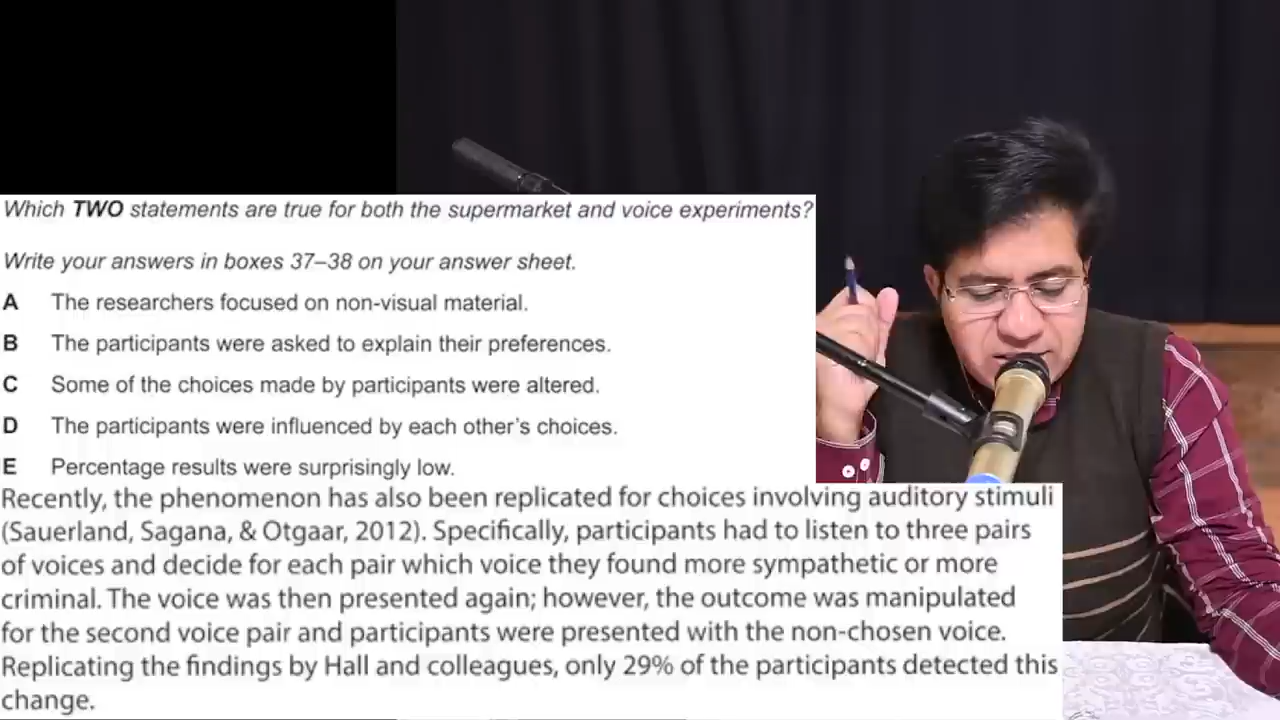 Which TWO statements are true for both the supermarket and voice experiments?
Write your answers in boxes 37–38 on your answer sheet.
A The researchers focused on non-visual material.
B The participants were asked to explain their preferences.
C Some of the choices made by participants were altered.
D The participants were influenced by each other's choices.
E Percentage results were surprisingly low.
Recently, the phenomenon has also been replicated for choices involving auditory stimuli
(Sauerland, Sagana, & Otgaar, 2012). Specifically, participants had to listen to three pairs
of voices and decide for each pair which voice they found more sympathetic or more
criminal. The voice was then presented again; however, the outcome was manipulated
for the second voice pair and participants were presented with the non-chosen voice.
Replicating the findings by Hall and colleagues, only 29% of the participants detected this
change.